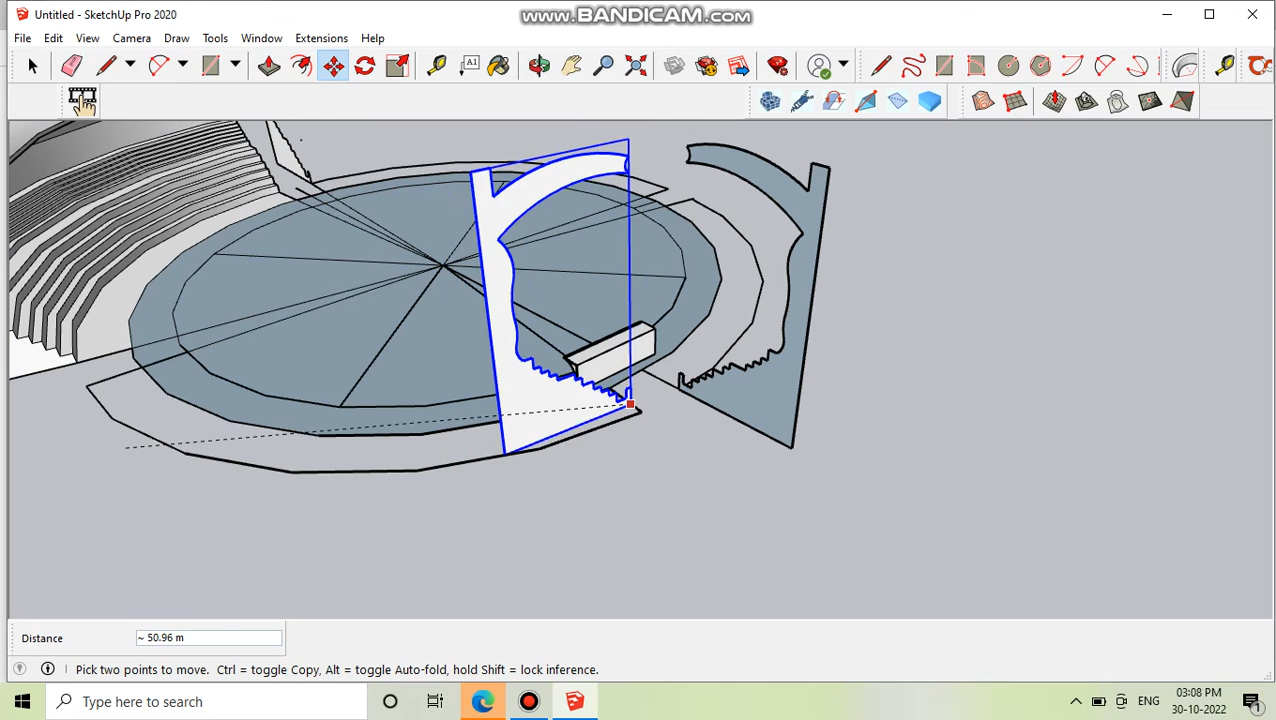 Untitled - SketchUp Pro 2020
www.BANDICAM.com
File Edit View Camera Draw Tools Window Extensions Help
A1
Distance
~ 50.96 m
Pick two points to move. Ctrl = toggle Copy, Alt = toggle Auto-fold, hold Shift = lock inference.
Type here to search
ENG
03:08 PM
30-10-2022
1